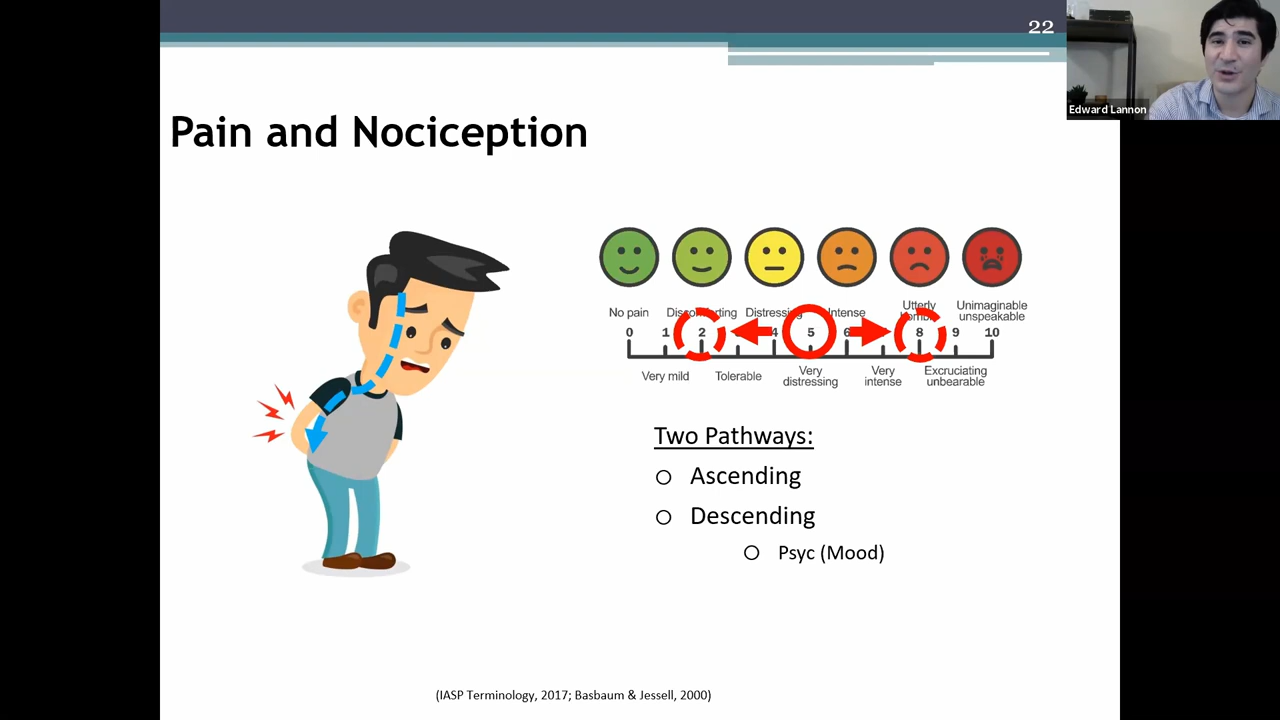 22
Edward Lannon
Pain and Nociception
No pain
Discomforting
Distressing
Intense
Utterly
horrible
Unimaginable
unspeakable
0 1 2 4 5 6 8 9 10
Very mild
Tolerable
Very
distressing
Very
intense
Excruciating
unbearable
Two Pathways:
Ascending
Descending
Psyc (Mood)
(IASP Terminology, 2017; Basbaum & Jessell, 2000)